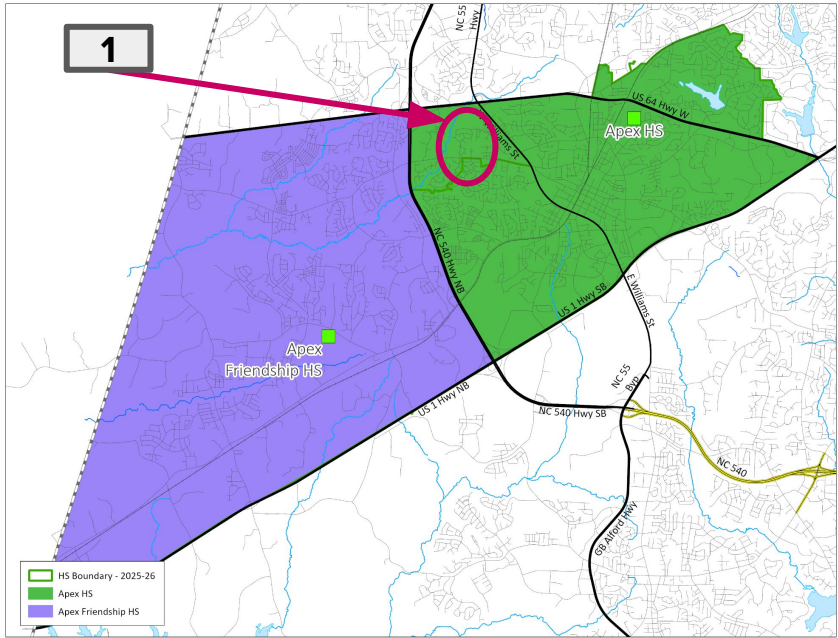 1
NC 55
Hwy
US 64 Hwy W
Williams St
Apex HS
NC 540 Hwy NB
US 1 Hwy SB
E Williams St
Apex
Friendship HS
NC 55
Byp
US 1 Hwy NB
NC 540 Hwy SB
NC 540
GB Alford Hwy
HS Boundary - 2025-26
Apex HS
Apex Friendship HS